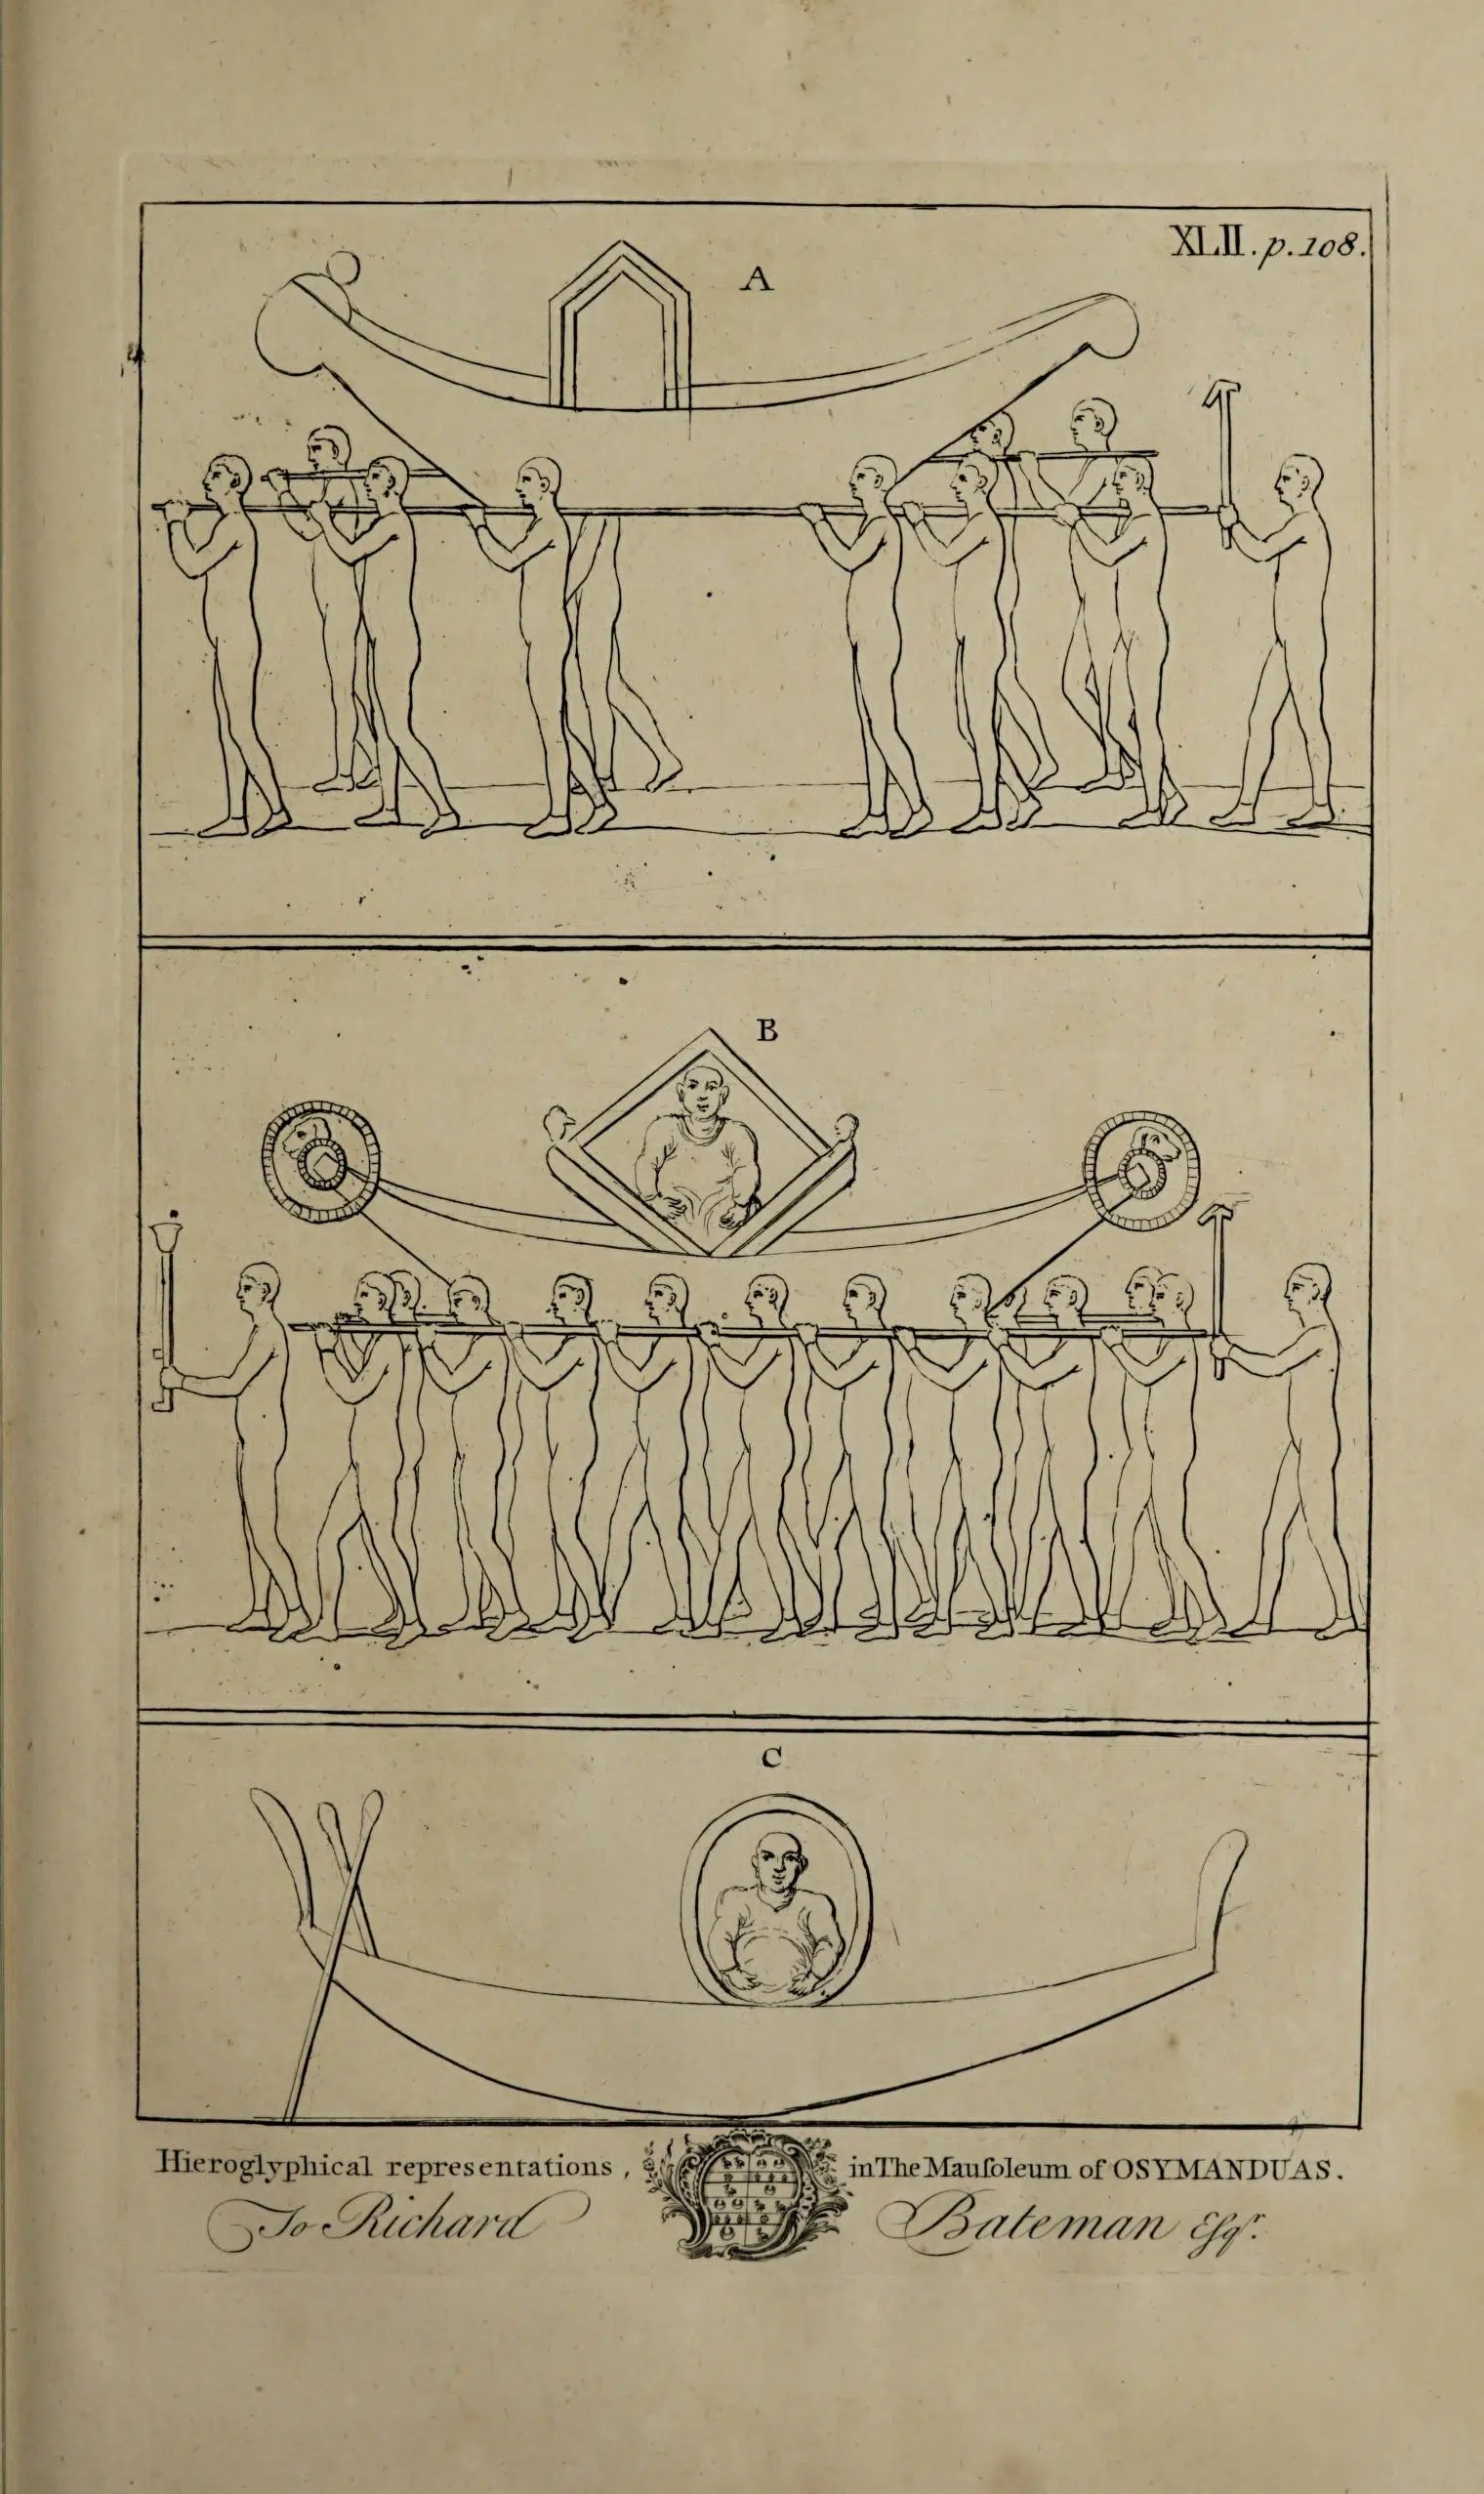 XLII. p. 108.
A
B
C
Hieroglyphical representations, in The Mauſoleum of OSYMANDUAS.
To Richard Bateman Eſqr.